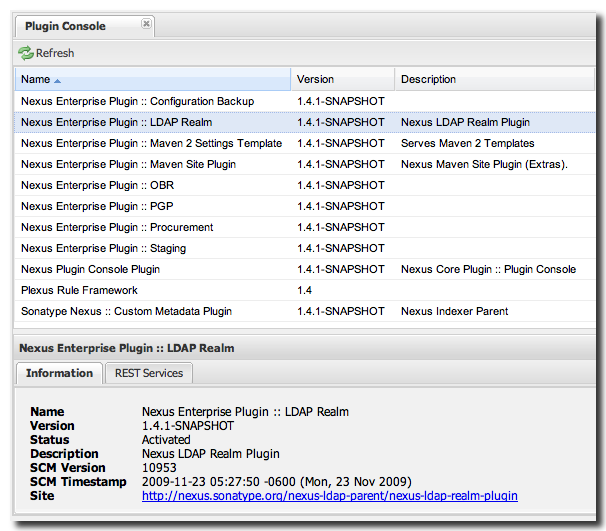 Plugin Console
Refresh
Name Version Description
Nexus Enterprise Plugin :: Configuration Backup 1.4.1-SNAPSHOT
Nexus Enterprise Plugin :: LDAP Realm 1.4.1-SNAPSHOT Nexus LDAP Realm Plugin
Nexus Enterprise Plugin :: Maven 2 Settings Template 1.4.1-SNAPSHOT Serves Maven 2 Templates
Nexus Enterprise Plugin :: Maven Site Plugin 1.4.1-SNAPSHOT Nexus Maven Site Plugin (Extras).
Nexus Enterprise Plugin :: OBR 1.4.1-SNAPSHOT
Nexus Enterprise Plugin :: PGP 1.4.1-SNAPSHOT
Nexus Enterprise Plugin :: Procurement 1.4.1-SNAPSHOT
Nexus Enterprise Plugin :: Staging 1.4.1-SNAPSHOT
Nexus Plugin Console Plugin 1.4.1-SNAPSHOT Nexus Core Plugin :: Plugin Console
Plexus Rule Framework 1.4
Sonatype Nexus :: Custom Metadata Plugin 1.4.1-SNAPSHOT Nexus Indexer Parent
Nexus Enterprise Plugin :: LDAP Realm
Information REST Services
Name Nexus Enterprise Plugin :: LDAP Realm
Version 1.4.1-SNAPSHOT
Status Activated
Description Nexus LDAP Realm Plugin
SCM Version 10953
SCM Timestamp 2009-11-23 05:27:50 -0600 (Mon, 23 Nov 2009)
Site http://nexus.sonatype.org/nexus-ldap-parent/nexus-ldap-realm-plugin